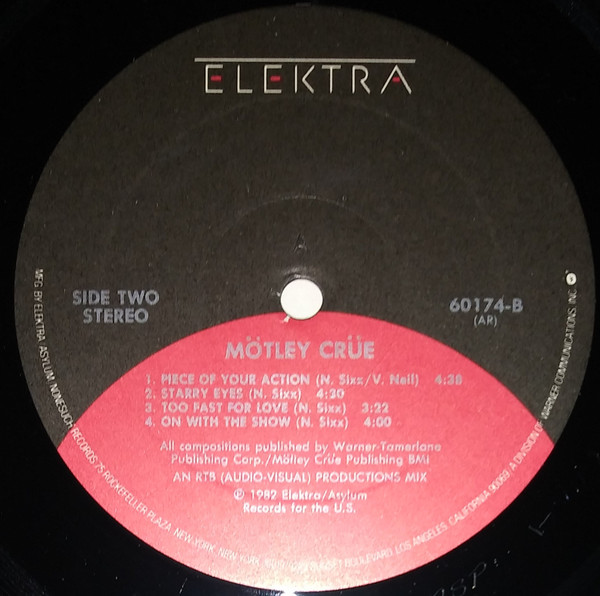 ELEKTRA
SIDE TWO
STEREO
60174-B
(AR)
MÖTLEY CRÜE
1. PIECE OF YOUR ACTION (N. Sixx/V. Neil) 4:38
2. STARRY EYES (N. Sixx) 4:30
3. TOO FAST FOR LOVE (N. Sixx) 3:22
4. ON WITH THE SHOW (N. Sixx) 4:00
All compositions published by Warner-Tamerlane
Publishing Corp./Mötley Crüe Publishing BMI
AN RTB (AUDIO-VISUAL) PRODUCTIONS MIX
℗ 1982 Elektra/Asylum
Records for the U.S.
MFG. BY ELEKTRA, ASYLUM, NONESUCH RECORDS 75 ROCKEFELLER PLAZA, NEW YORK, NEW YORK BOULEVARD, LOS ANGELES, CALIFORNIA 90069. A DIVISION OF WARNER COMMUNICATIONS INC.